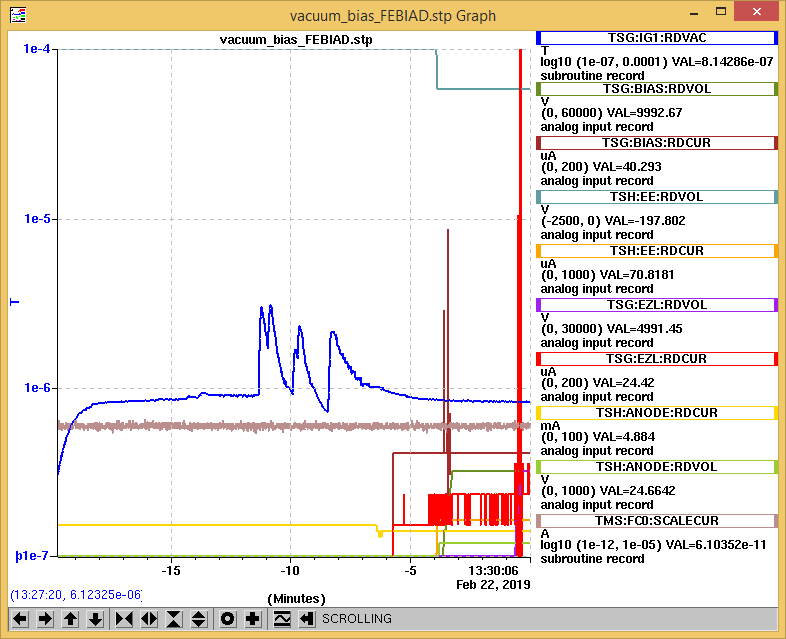 vacuum_bias_FEBIAD.stp Graph
vacuum_bias_FEBIAD.stp
1e-4
1e-5
T
1e-6
1e-7
-15
-10
-5
13:30:06
Feb 22, 2019
(Minutes)
(13:27:20, 6.12325e-06)
TSG:IG1:RDVAC
T
log10 (1e-07, 0.0001) VAL=8.14286e-07
subroutine record
TSG:BIAS:RDVOL
V
(0, 60000) VAL=9992.67
analog input record
TSG:BIAS:RDCUR
uA
(0, 200) VAL=40.293
analog input record
TSH:EE:RDVOL
V
(-2500, 0) VAL=-197.802
analog input record
TSH:EE:RDCUR
uA
(0, 1000) VAL=70.8181
analog input record
TSG:EZL:RDVOL
V
(0, 30000) VAL=4991.45
analog input record
TSG:EZL:RDCUR
uA
(0, 200) VAL=24.42
analog input record
TSH:ANODE:RDCUR
mA
(0, 100) VAL=4.884
analog input record
TSH:ANODE:RDVOL
V
(0, 1000) VAL=24.6642
analog input record
TMS:FC0:SCALECUR
A
log10 (1e-12, 1e-05) VAL=6.10352e-11
subroutine record
SCROLLING